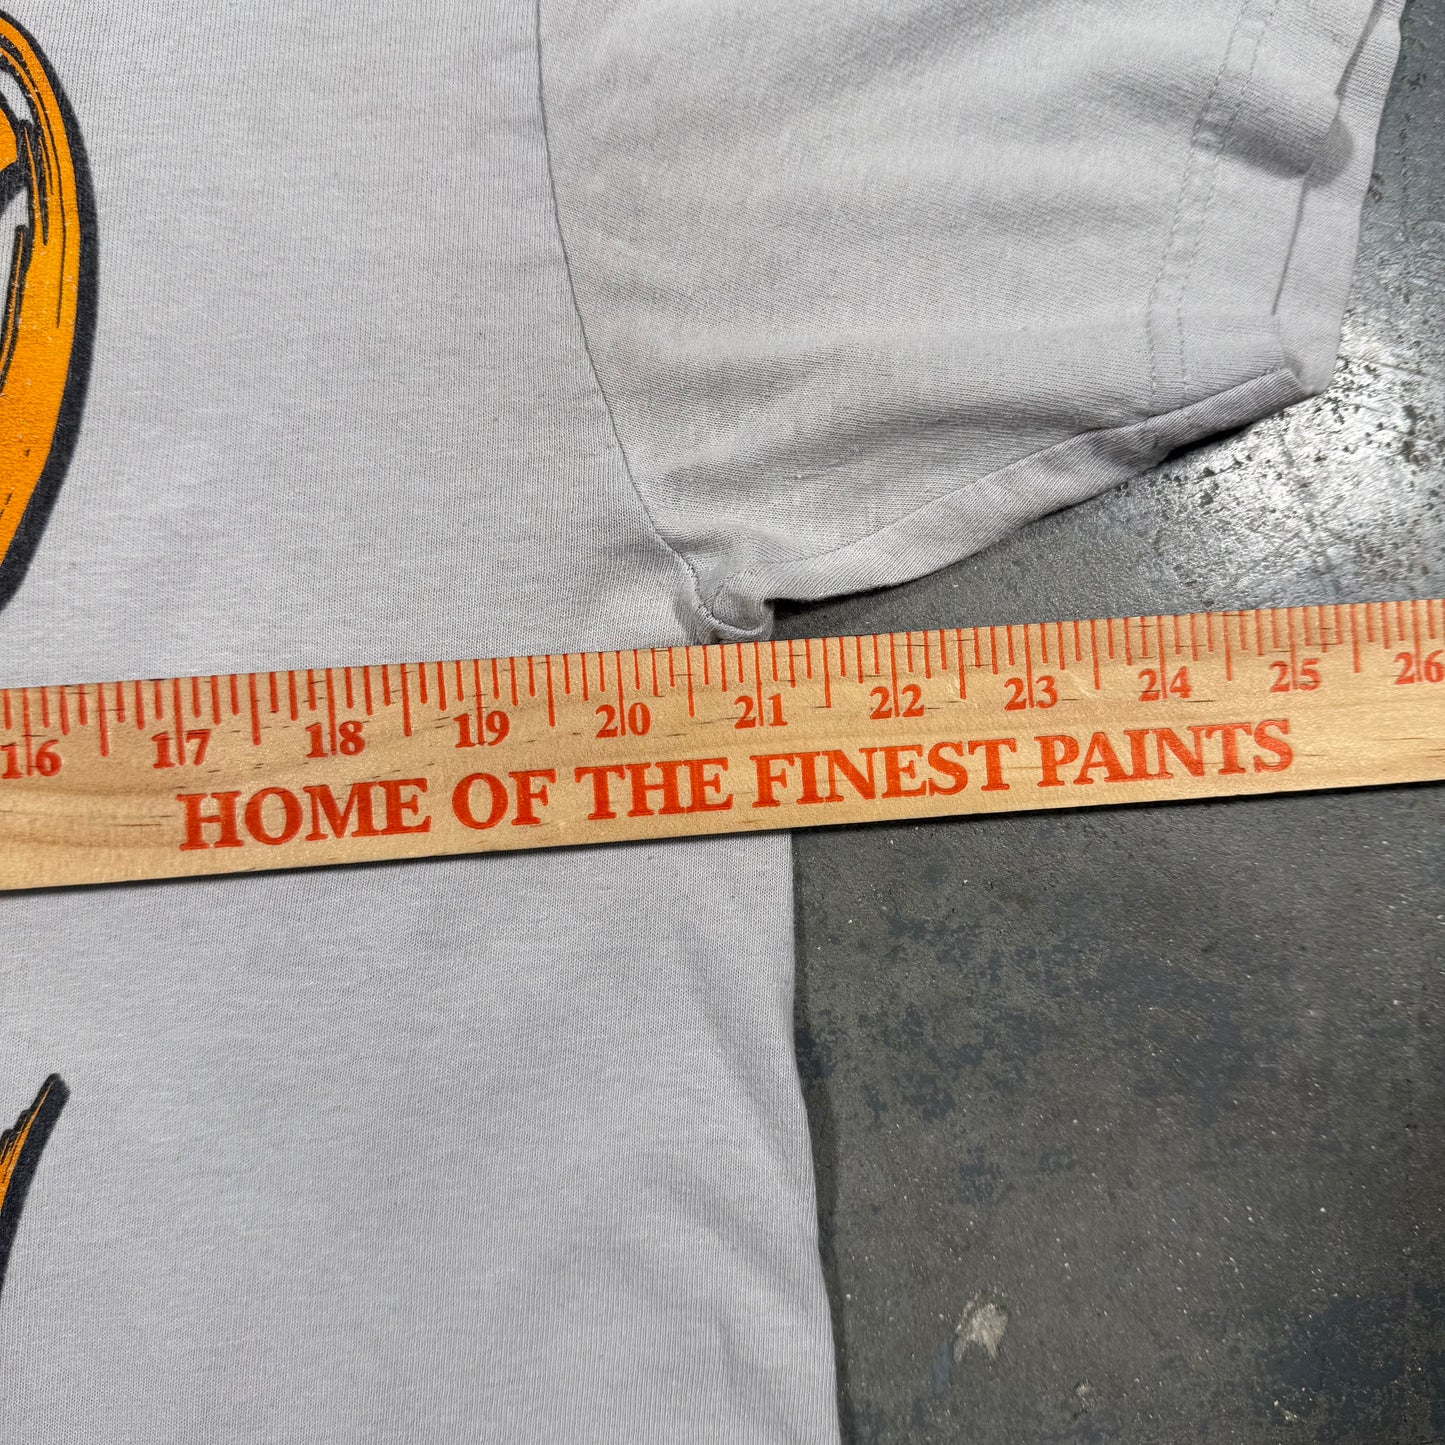 16 17 18 19 20 21 22 23 24 25 26
HOME OF THE FINEST PAINTS